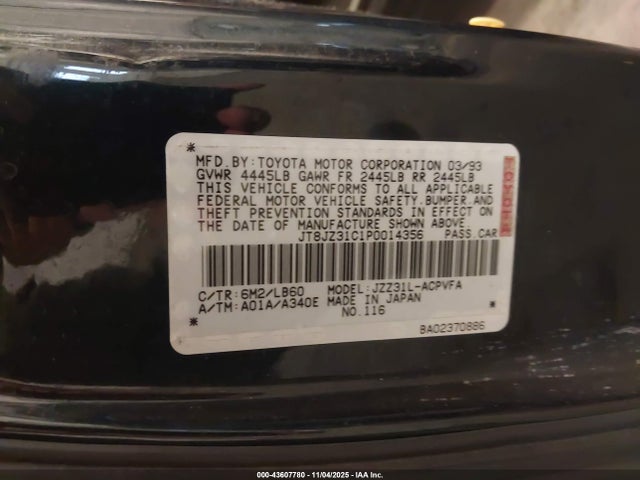 MFD.BY:TOYOTA MOTOR CORPORATION 03/93
GVWR 4445LB GAWR FR 2445LB RR 2445LB
THIS VEHICLE CONFORMS TO ALL APPLICABLE
FEDERAL MOTOR VEHICLE SAFETY.BUMPER.AND
THEFT PREVENTION STANDARDS IN EFFECT ON
THE DATE OF MANUFACTURE SHOWN ABOVE
JT8JZ31C1P0014356 PASS.CAR
C/TR:6M2/LB60 MODEL:JZZ31L-ACPVFA
A/TM:A01A/A340E MADE IN JAPAN
NO.116
BA02370886
000-43607780 - 11/04/2025 - IAA Inc.